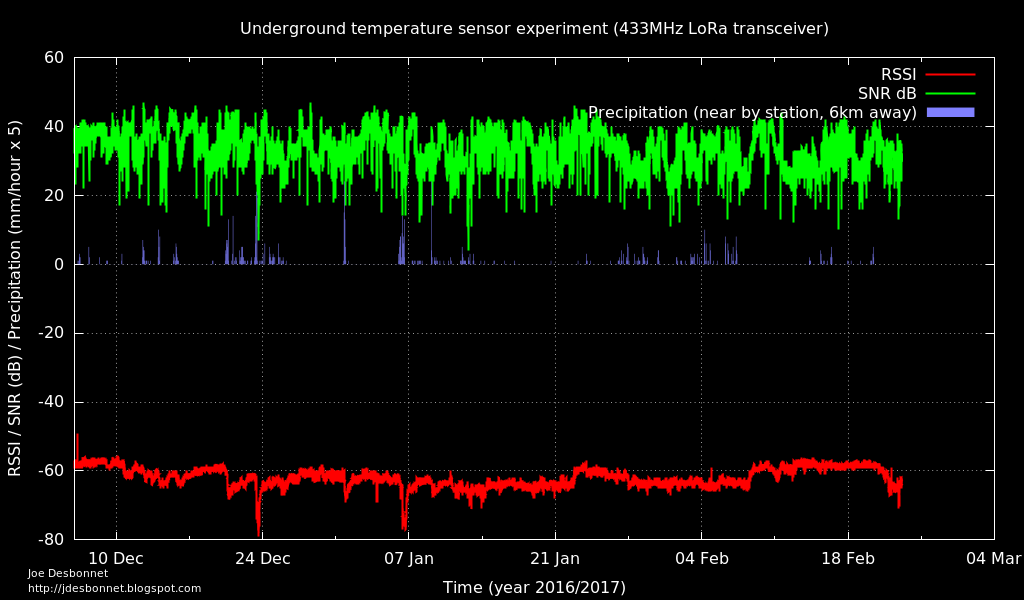 Underground temperature sensor experiment (433MHz LoRa transceiver)
RSSI
SNR dB
Precipitation (near by station, 6km away)
60
40
20
0
-20
-40
-60
-80
RSSI / SNR (dB) / Precipitation (mm/hour x 5)
10 Dec 24 Dec 07 Jan 21 Jan 04 Feb 18 Feb 04 Mar
Time (year 2016/2017)
Joe Desbonnet
http://jdesbonnet.blogspot.com